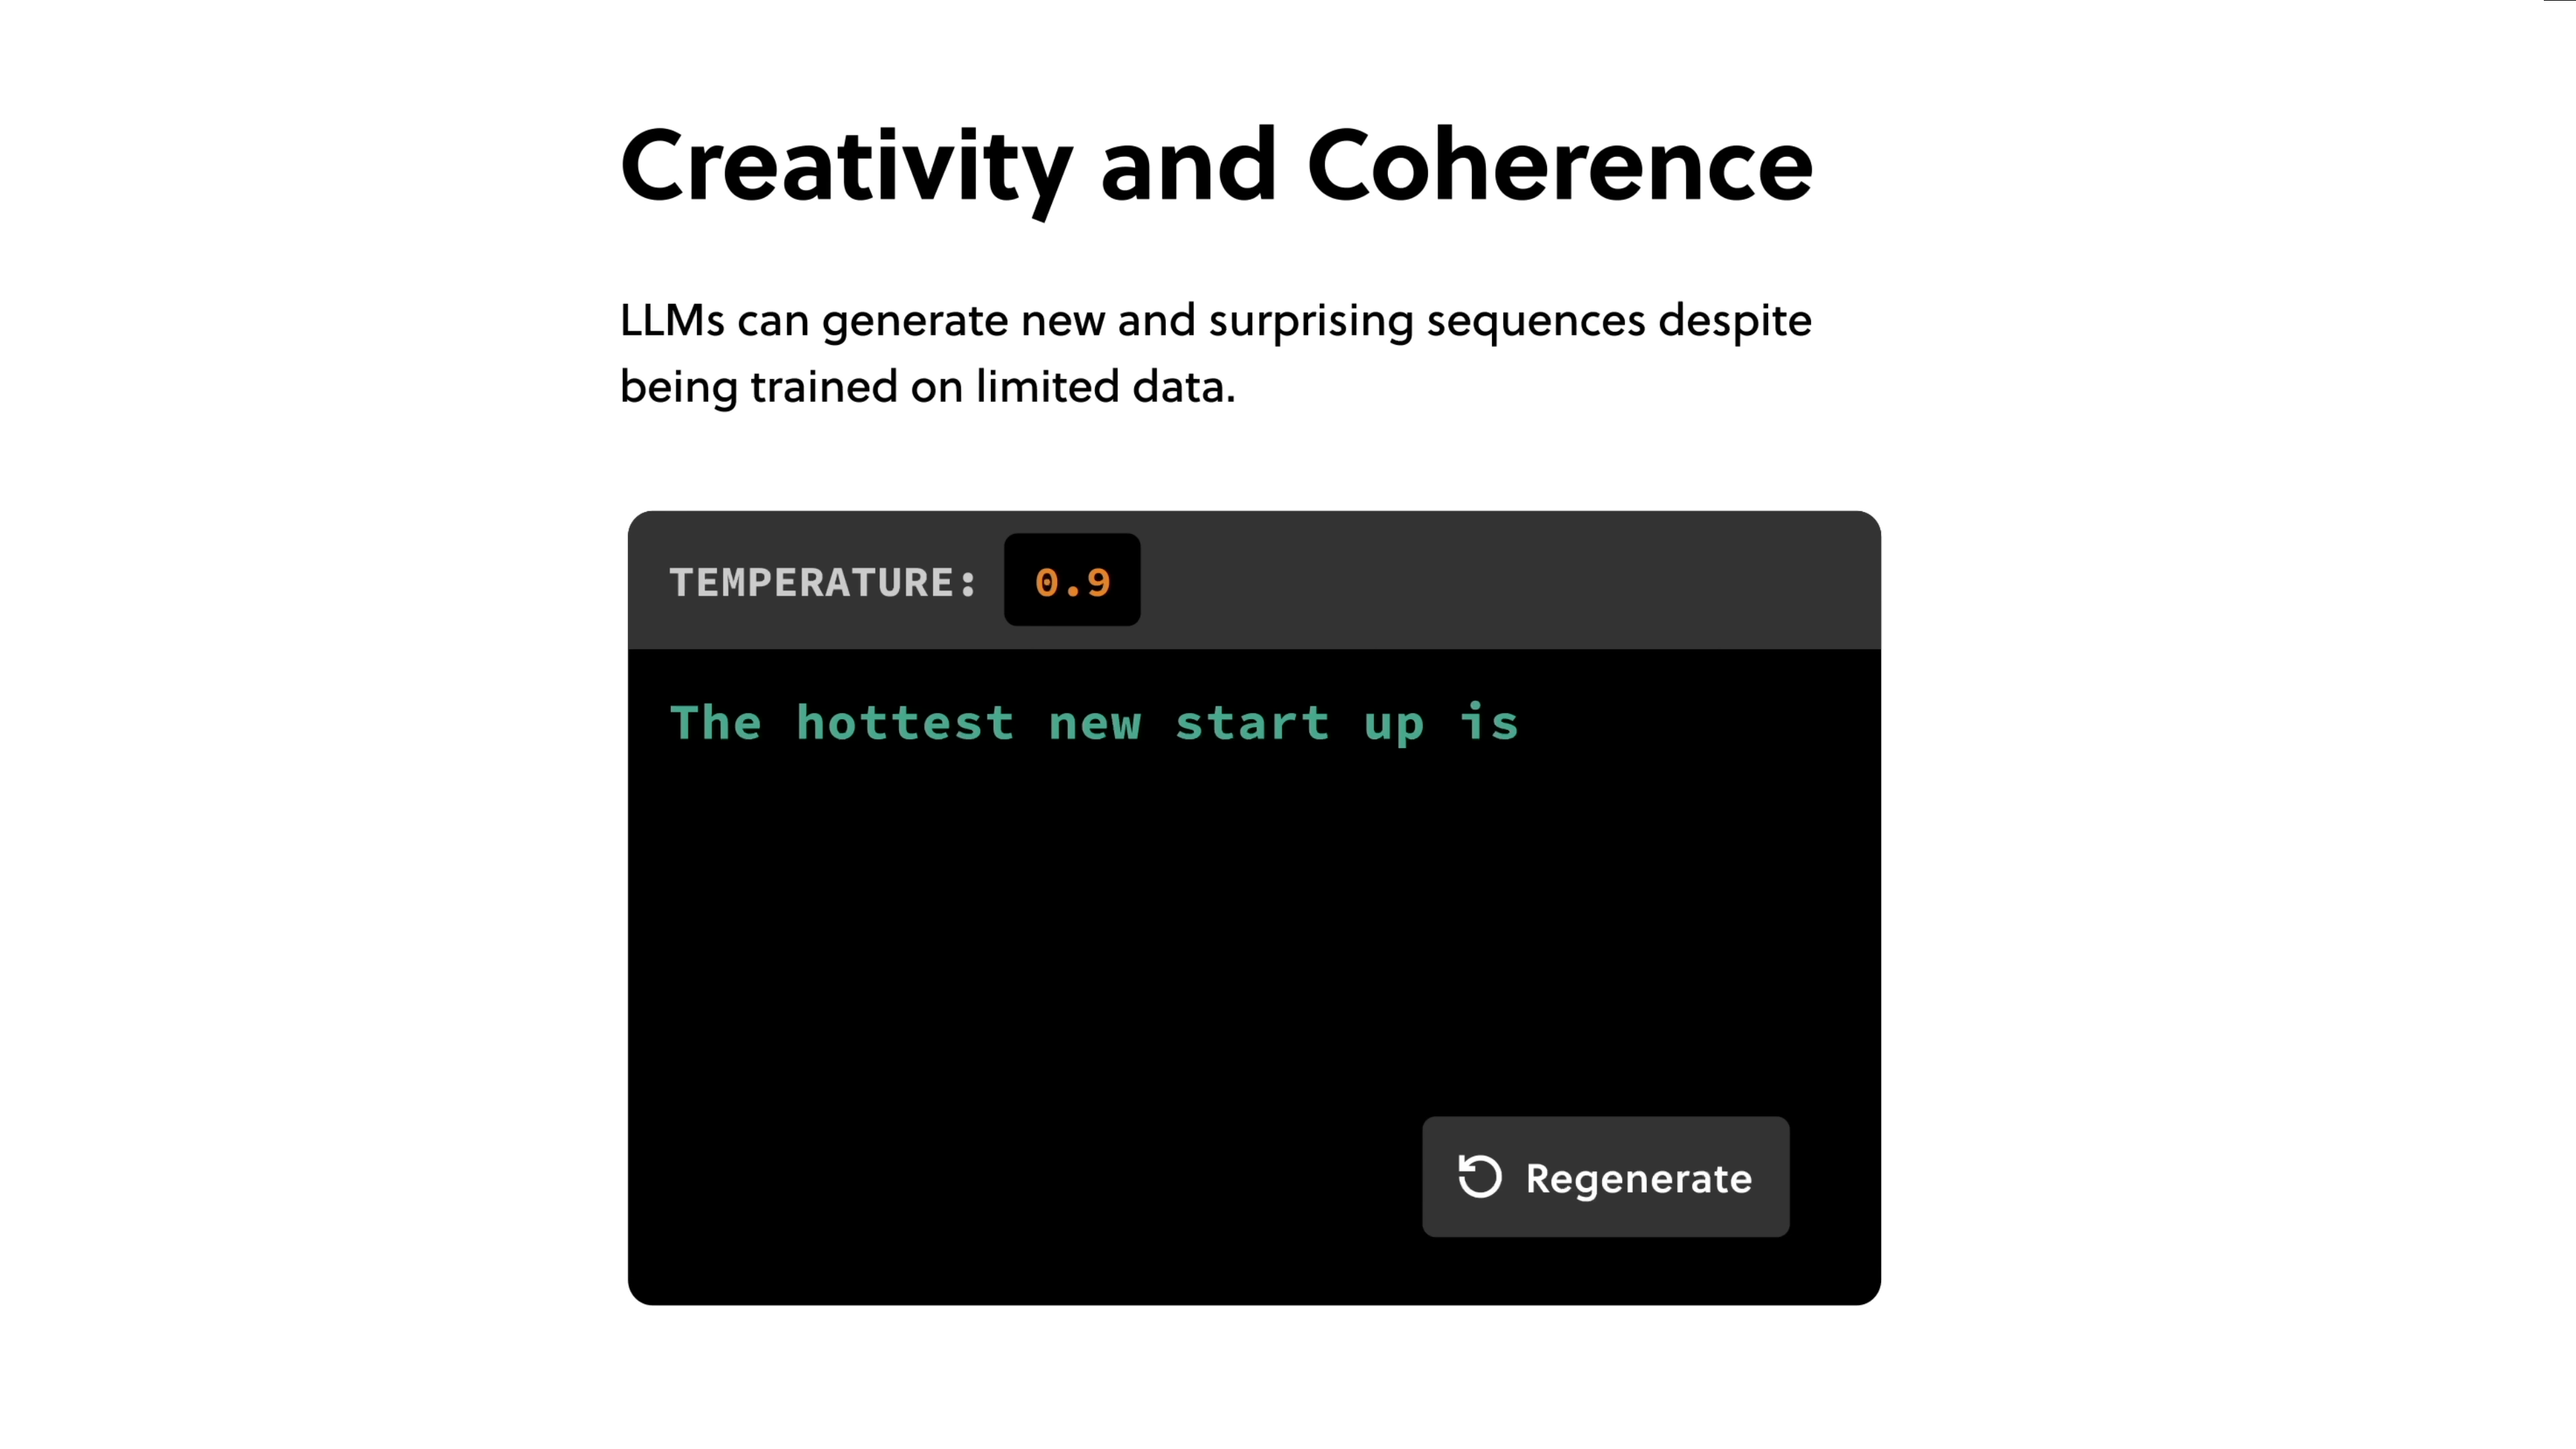 Creativity and Coherence
LLMs can generate new and surprising sequences despite
being trained on limited data.
TEMPERATURE: 0.9
The hottest new start up is
Regenerate